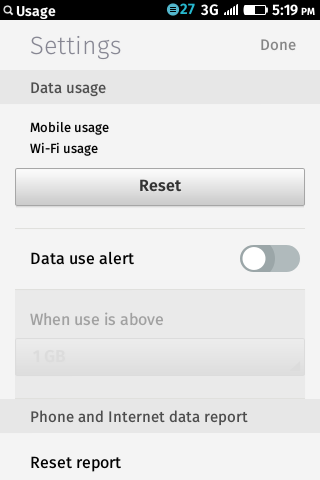 Usage 27 3G 5:19 PM
Settings Done
Data usage
Mobile usage
Wi-Fi usage
Reset
Data use alert
When use is above
1 GB
Phone and Internet data report
Reset report